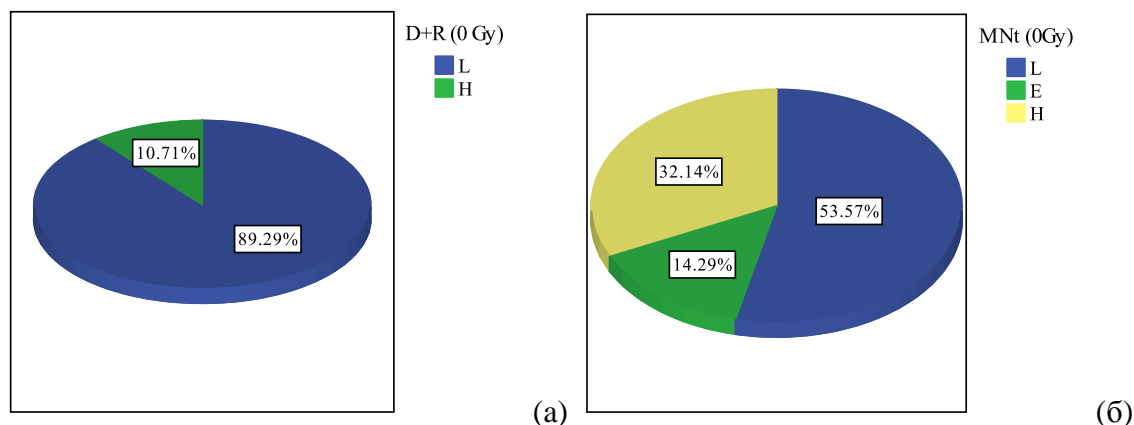 D+R (0 Gy)
L
H
10.71%
89.29%
(а)
MNt (0Gy)
L
E
H
32.14%
53.57%
14.29%
(б)